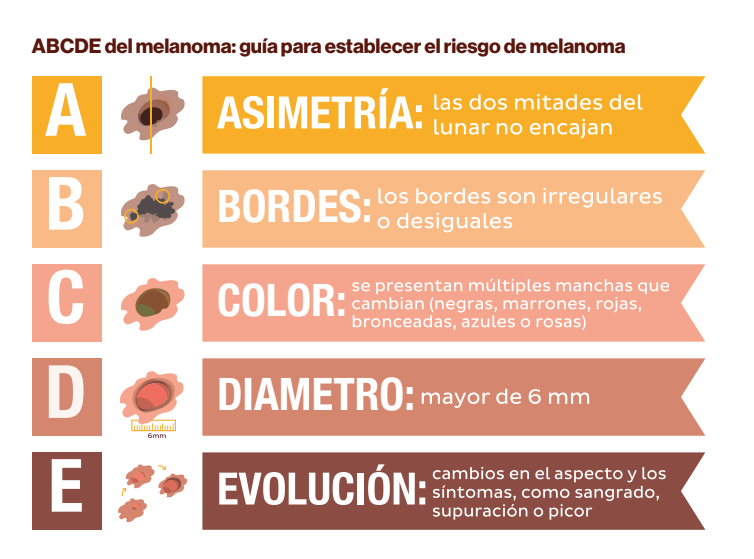 ABCDE del melanoma: guía para establecer el riesgo de melanoma
A
ASIMETRÍA: las dos mitades del
lunar no encajan
B
BORDES: los bordes son irregulares
o desiguales
C
COLOR: se presentan múltiples manchas que
cambian (negras, marrones, rojas,
bronceadas, azules o rosas)
D
6mm
DIAMETRO: mayor de 6 mm
E
EVOLUCIÓN: cambios en el aspecto y los
síntomas, como sangrado,
supuración o picor